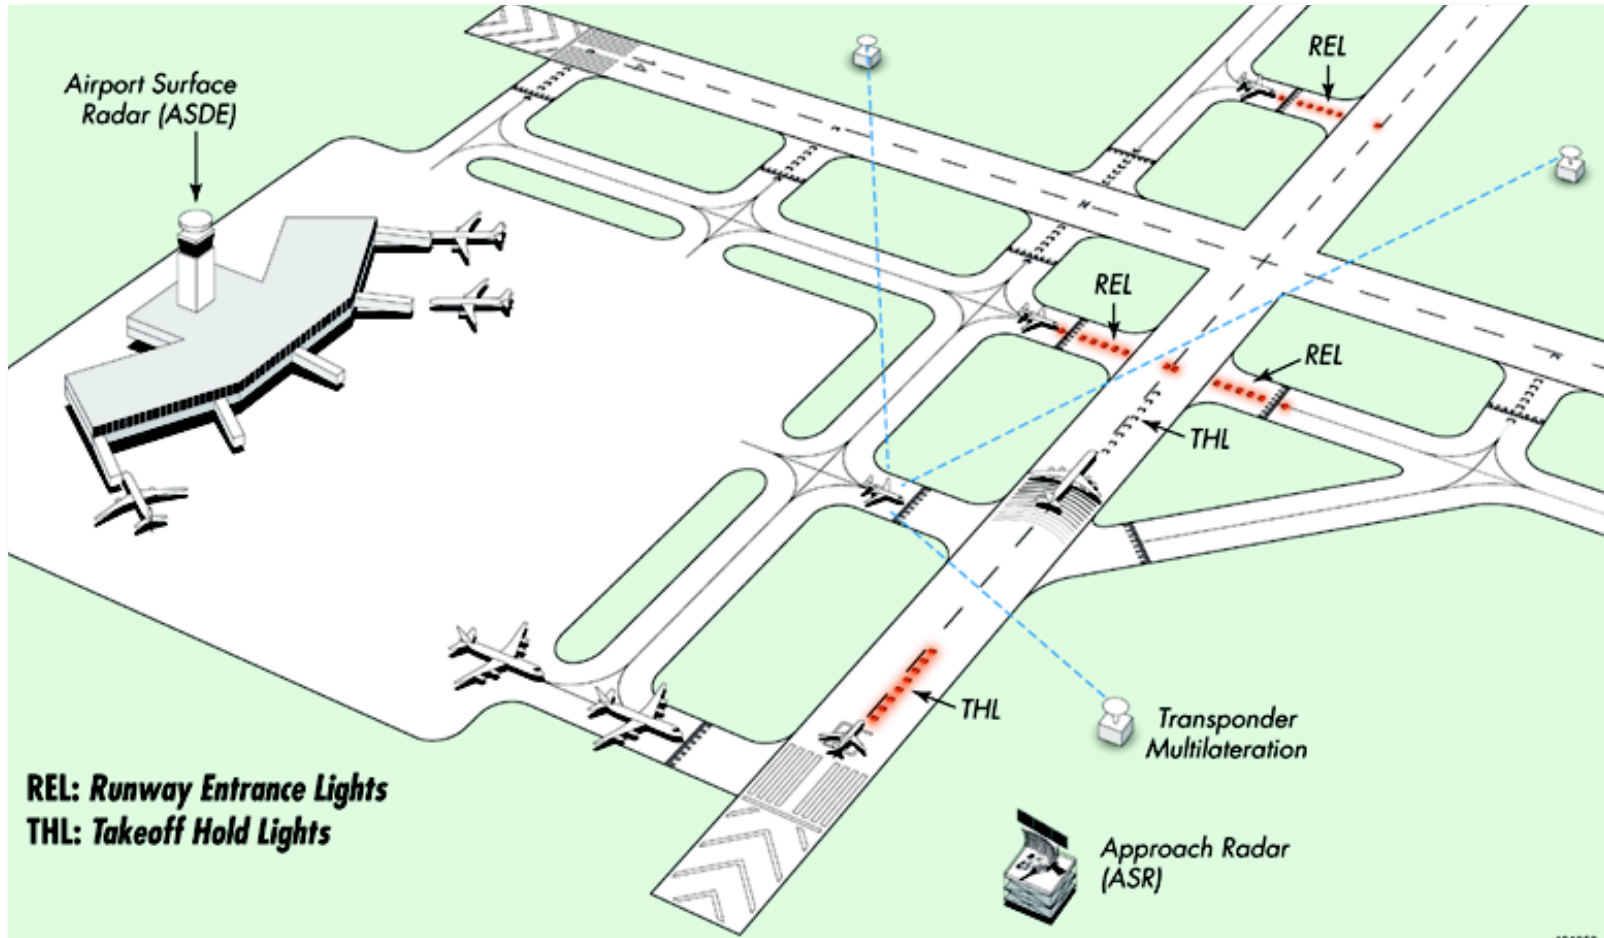 REL
Airport Surface
Radar (ASDE)
REL
REL
THL
THL
Transponder
Multilateration
REL: Runway Entrance Lights
THL: Takeoff Hold Lights
Approach Radar
(ASR)